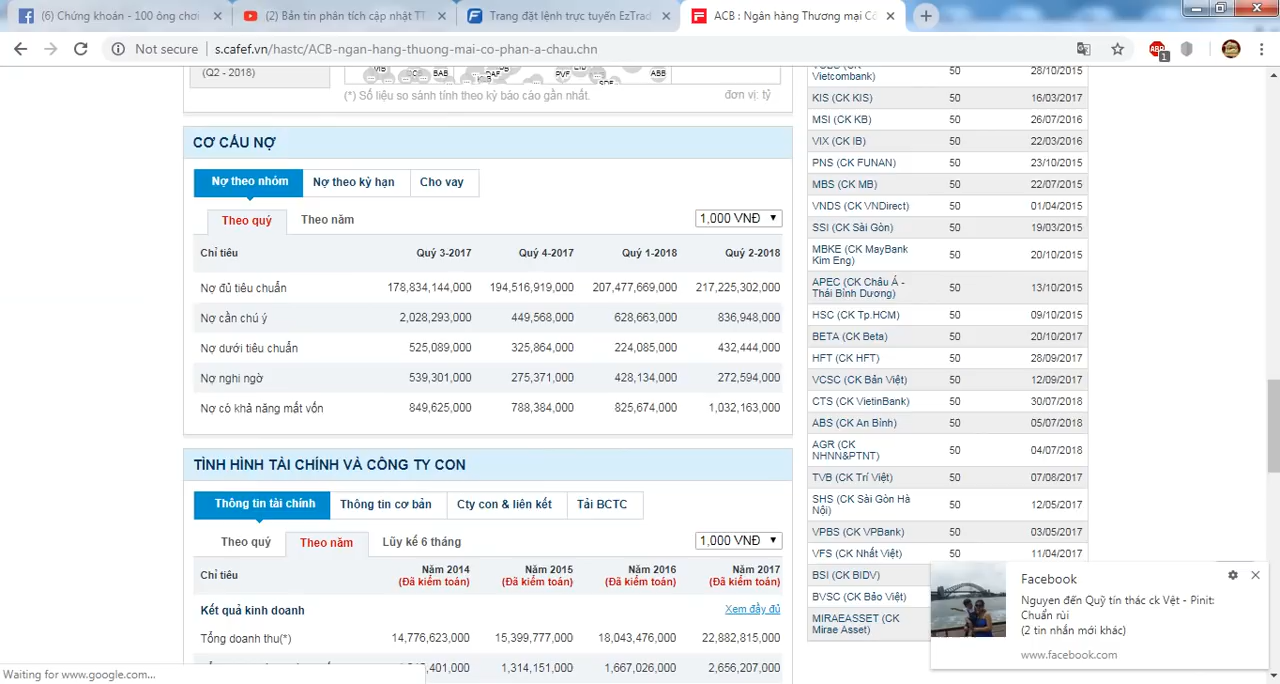 (6) Chứng khoán - 100 ông chơi
(2) Bản tin phân tích cập nhật TT
Trang đặt lệnh trực tuyến EzTrad
ACB : Ngân hàng Thương mại Cổ
Not secure | s.cafef.vn/hastc/ACB-ngan-hang-thuong-mai-co-phan-a-chau.chn
(Q2 - 2018)
BAB
PVF
ABB
(*) Số liệu so sánh tính theo kỳ báo cáo gần nhất.
đơn vị: tỷ
CƠ CẤU NỢ
Nợ theo nhóm Nợ theo kỳ hạn Cho vay
Theo quý Theo năm 1,000 VNĐ
Chỉ tiêu Quý 3-2017 Quý 4-2017 Quý 1-2018 Quý 2-2018
Nợ đủ tiêu chuẩn 178,834,144,000 194,516,919,000 207,477,669,000 217,225,302,000
Nợ cần chú ý 2,028,293,000 449,568,000 628,663,000 836,948,000
Nợ dưới tiêu chuẩn 525,089,000 325,864,000 224,085,000 432,444,000
Nợ nghi ngờ 539,301,000 275,371,000 428,134,000 272,594,000
Nợ có khả năng mất vốn 849,625,000 788,384,000 825,674,000 1,032,163,000
TÌNH HÌNH TÀI CHÍNH VÀ CÔNG TY CON
Thông tin tài chính Thông tin cơ bản Cty con & liên kết Tải BCTC
Theo quý Theo năm Lũy kế 6 tháng 1,000 VNĐ
Chỉ tiêu Năm 2014 Năm 2015 Năm 2016 Năm 2017
(Đã kiểm toán) (Đã kiểm toán) (Đã kiểm toán) (Đã kiểm toán)
Kết quả kinh doanh Xem đầy đủ
Tổng doanh thu(*) 14,776,623,000 15,399,777,000 18,043,476,000 22,882,815,000
401,000 1,314,151,000 1,667,026,000 2,656,207,000
Vietcombank) 50 28/10/2015
KIS (CK KIS) 50 16/03/2017
MSI (CK KB) 50 26/07/2016
VIX (CK IB) 50 22/03/2016
PNS (CK FUNAN) 50 23/10/2015
MBS (CK MB) 50 22/07/2015
VNDS (CK VNDirect) 50 01/04/2015
SSI (CK Sài Gòn) 50 19/03/2015
MBKE (CK MayBank
Kim Eng) 50 20/10/2015
APEC (CK Châu Á -
Thái Bình Dương) 50 13/10/2015
HSC (CK Tp.HCM) 50 09/10/2015
BETA (CK Beta) 50 20/10/2017
HFT (CK HFT) 50 28/09/2017
VCSC (CK Bản Việt) 50 12/09/2017
CTS (CK VietinBank) 50 30/07/2018
ABS (CK An Bình) 50 05/07/2018
AGR (CK
NHNN&PTNT) 50 04/07/2018
TVB (CK Trí Việt) 50 07/08/2017
SHS (CK Sài Gòn Hà
Nội) 50 12/05/2017
VPBS (CK VPBank) 50 03/05/2017
VFS (CK Nhất Việt) 50 11/04/2017
BSI (CK BIDV)
BVSC (CK Bảo Việt)
MIRAEASSET (CK
Mirae Asset)
Facebook
Nguyen đến Quỹ tín thác ck Vệt - Pinit:
Chuẩn rùi
(2 tin nhắn mới khác)
www.facebook.com
Waiting for www.google.com...